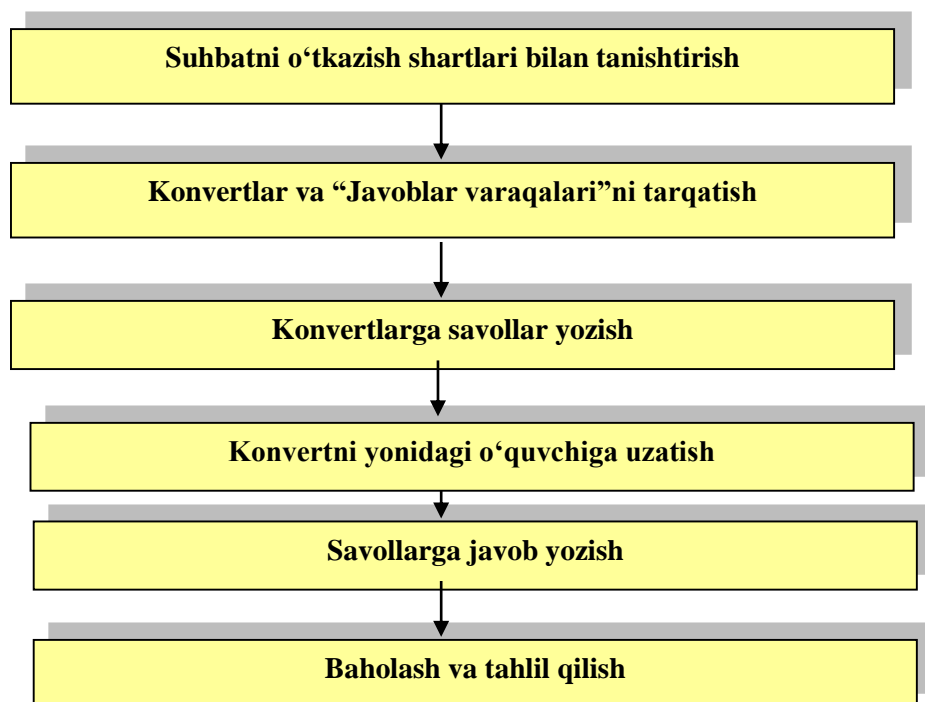 Suhbatni o‘tkazish shartlari bilan tanishtirish
Konvertlar va “Javoblar varaqalari”ni tarqatish
Konvertlarga savollar yozish
Konvertni yonidagi o‘quvchiga uzatish
Savollarga javob yozish
Baholash va tahlil qilish